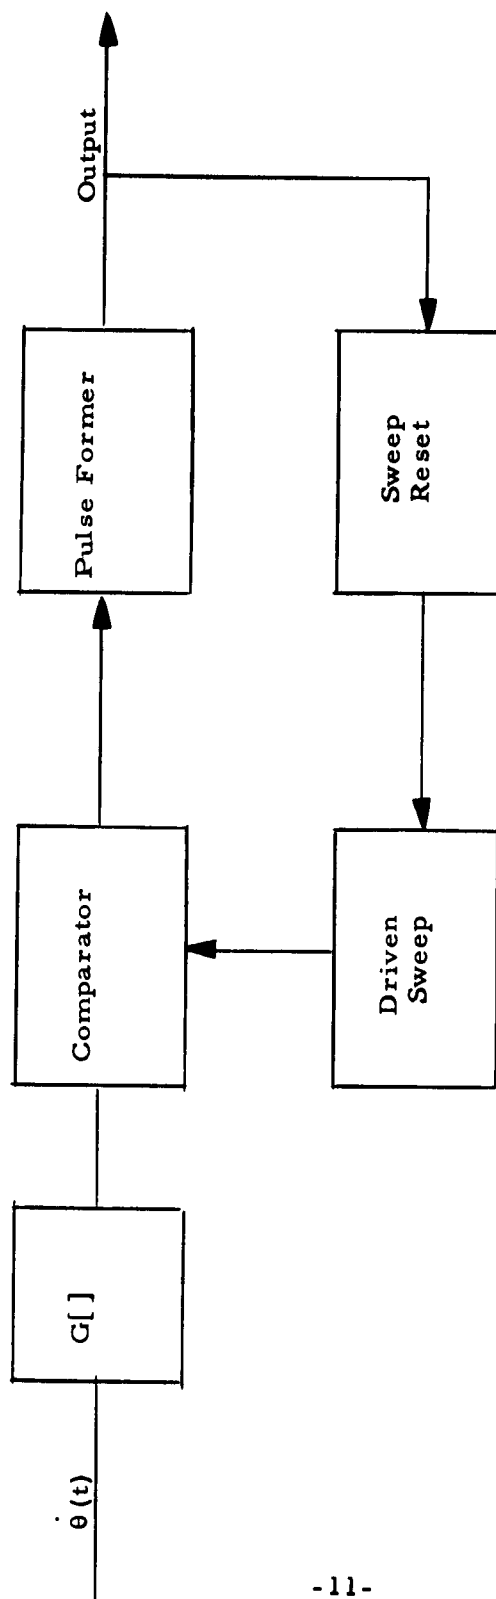 θ̇(t)
G[]
Comparator
Pulse Former
Output
Driven
Sweep
Sweep
Reset
-11-